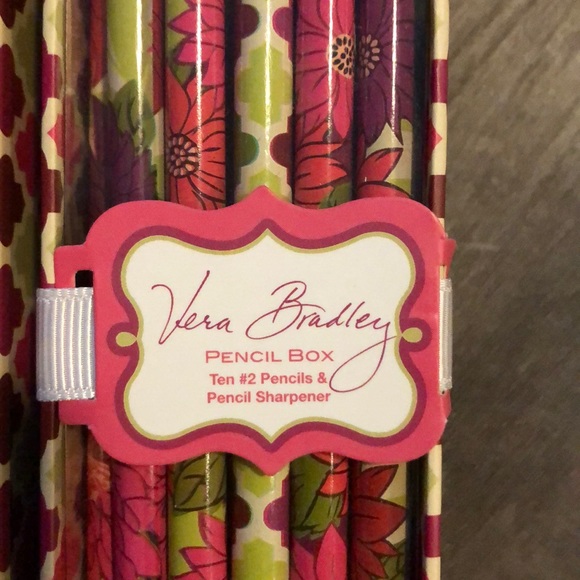 Vera Bradley
PENCIL BOX
Ten #2 Pencils &
Pencil Sharpener